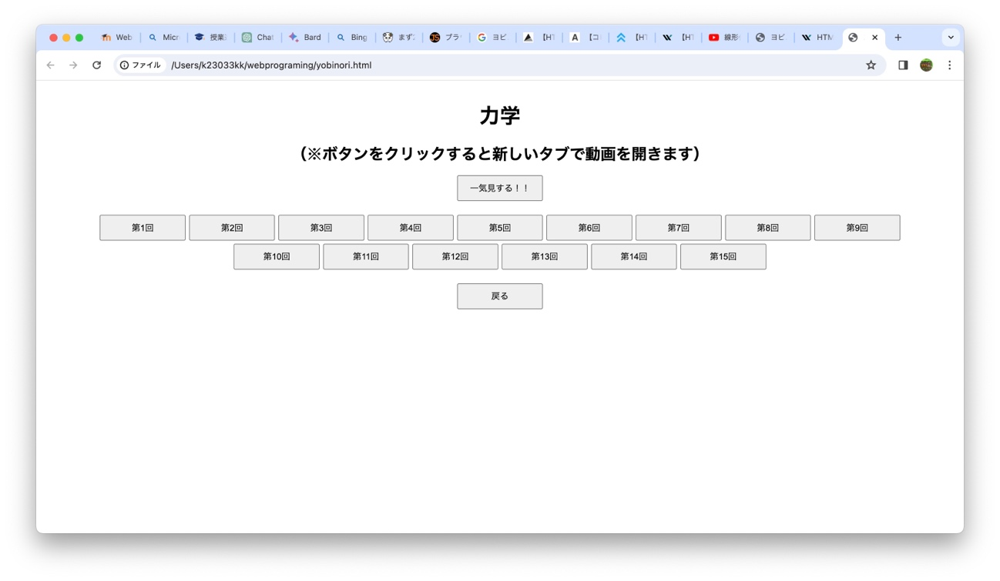 Web
Micr
授業
Chat
Bard
Bing
まず
JS
ブラ
ヨビ
【HT
A
【コ
【H
【HT
線形
ヨビ
HTM
ファイル
/Users/k23033kk/webprograming/yobinori.html
力学
（※ボタンをクリックすると新しいタブで動画を開きます）
一気見する！！
第1回 第2回 第3回 第4回 第5回 第6回 第7回 第8回 第9回
第10回 第11回 第12回 第13回 第14回 第15回
戻る